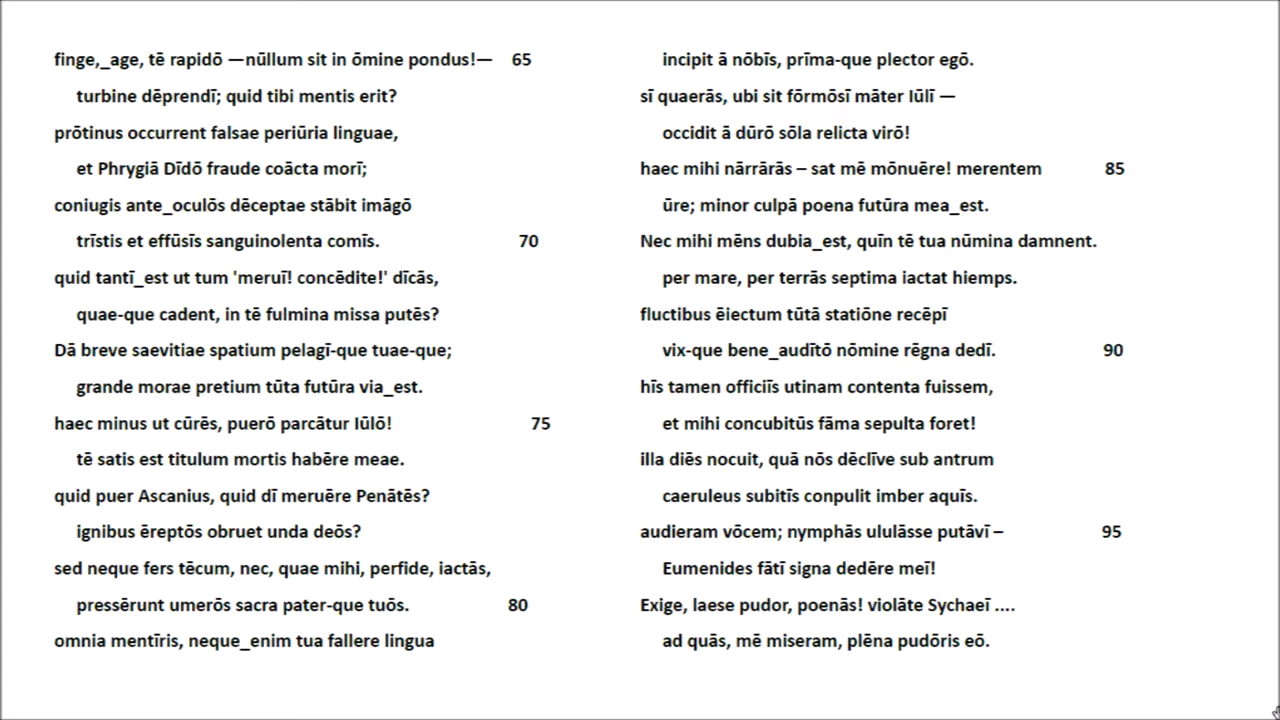 finge,_age, tē rapidō —nūllum sit in ōmine pondus!— 65
turbine dēprendī; quid tibi mentis erit?
prōtinus occurrent falsae periūria linguae,
et Phrygiā Dīdō fraude coācta morī;
coniugis ante_oculōs dēceptae stābit imāgō
trīstis et effūsīs sanguinolenta comīs. 70
quid tantī_est ut tum 'meruī! concēdite!' dīcās,
quae-que cadent, in tē fulmina missa putēs?
Dā breve saevitiae spatium pelagī-que tuae-que;
grande morae pretium tūta futūra via_est.
haec minus ut cūrēs, puerō parcātur Iūlō! 75
tē satis est titulum mortis habēre meae.
quid puer Ascanius, quid dī meruēre Penātēs?
ignibus ēreptōs obruet unda deōs?
sed neque fers tēcum, nec, quae mihi, perfide, iactās,
pressērunt umerōs sacra pater-que tuōs. 80
omnia mentīris, neque_enim tua fallere lingua
incipit ā nōbīs, prīma-que plector egō.
sī quaerās, ubi sit fōrmōsī māter Iūlī —
occidit ā dūrō sōla relicta virō!
haec mihi nārrārās – sat mē mōnuēre! merentem 85
ūre; minor culpā poena futūra mea_est.
Nec mihi mēns dubia_est, quīn tē tua nūmina damnent.
per mare, per terrās septima iactat hiemps.
fluctibus ēiectum tūtā statiōne recēpī
vix-que bene_audītō nōmine rēgna dedī. 90
hīs tamen officiīs utinam contenta fuissem,
et mihi concubitūs fāma sepulta foret!
illa diēs nocuit, quā nōs dēclīve sub antrum
caeruleus subitīs conpulit imber aquīs.
audieram vōcem; nymphās ululāsse putāvī – 95
Eumenides fātī signa dedēre meī!
Exige, laese pudor, poenās! violāte Sychaeī ....
ad quās, mē miseram, plēna pudōris eō.